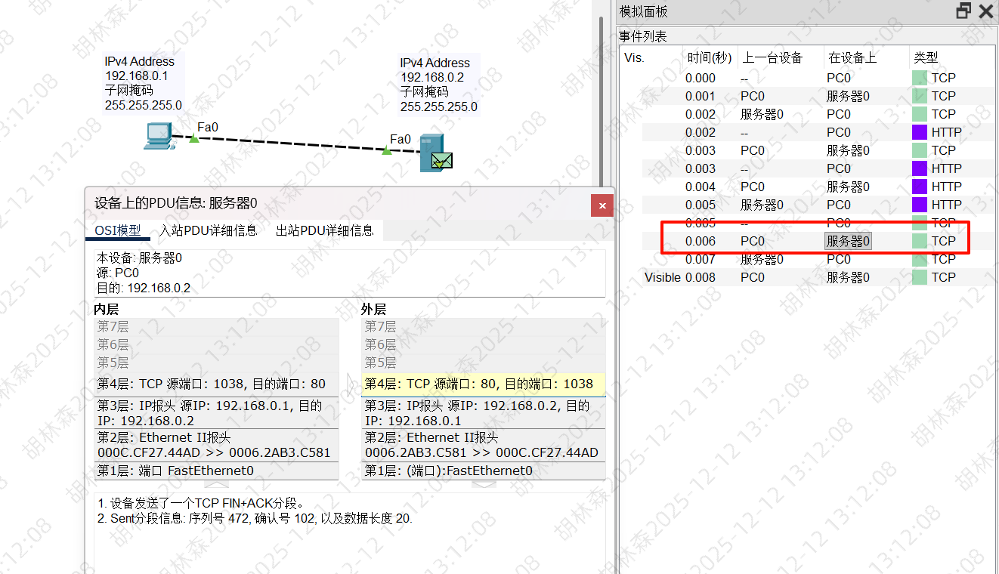 IPv4 Address
192.168.0.1
子网掩码
255.255.255.0
IPv4 Address
192.168.0.2
子网掩码
255.255.255.0
Fa0
Fa0
设备上的PDU信息: 服务器0
OSI模型 入站PDU详细信息 出站PDU详细信息
本设备: 服务器0
源: PC0
目的: 192.168.0.2
内层
第7层
第6层
第5层
第4层: TCP 源端口: 1038, 目的端口: 80
第3层: IP报头 源IP: 192.168.0.1, 目的
IP: 192.168.0.2
第2层: Ethernet II报头
000C.CF27.44AD >> 0006.2AB3.C581
第1层: 端口 FastEthernet0
外层
第7层
第6层
第5层
第4层: TCP 源端口: 80, 目的端口: 1038
第3层: IP报头 源IP: 192.168.0.2, 目的
IP: 192.168.0.1
第2层: Ethernet II报头
0006.2AB3.C581 >> 000C.CF27.44AD
第1层: (端口):FastEthernet0
1. 设备发送了一个TCP FIN+ACK分段。
2. Sent分段信息: 序列号 472, 确认号 102, 以及数据长度 20.
模拟面板
事件列表
Vis. 时间(秒) 上一台设备 在设备上 类型
0.000 -- PC0 TCP
0.001 PC0 服务器0 TCP
0.002 服务器0 PC0 TCP
0.002 -- PC0 HTTP
0.003 PC0 服务器0 TCP
0.003 -- PC0 HTTP
0.004 PC0 服务器0 HTTP
0.005 服务器0 PC0 HTTP
0.005 -- PC0 TCP
0.006 PC0 服务器0 TCP
0.007 服务器0 PC0 TCP
Visible 0.008 PC0 服务器0 TCP
胡林森2025-12-12 13:12:08